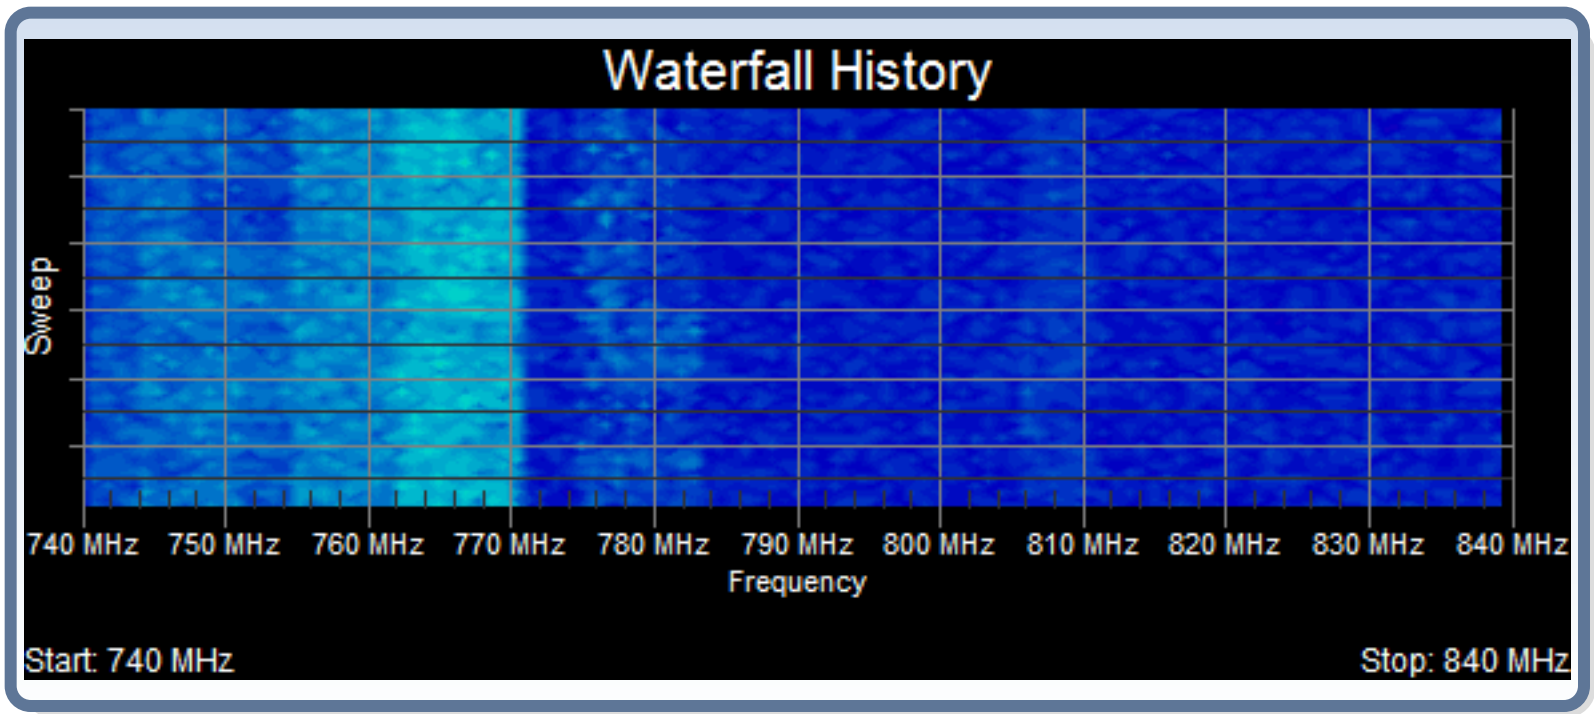 Waterfall History
Sweep
740 MHz 750 MHz 760 MHz 770 MHz 780 MHz 790 MHz 800 MHz 810 MHz 820 MHz 830 MHz 840 MHz
Frequency
Start: 740 MHz
Stop: 840 MHz